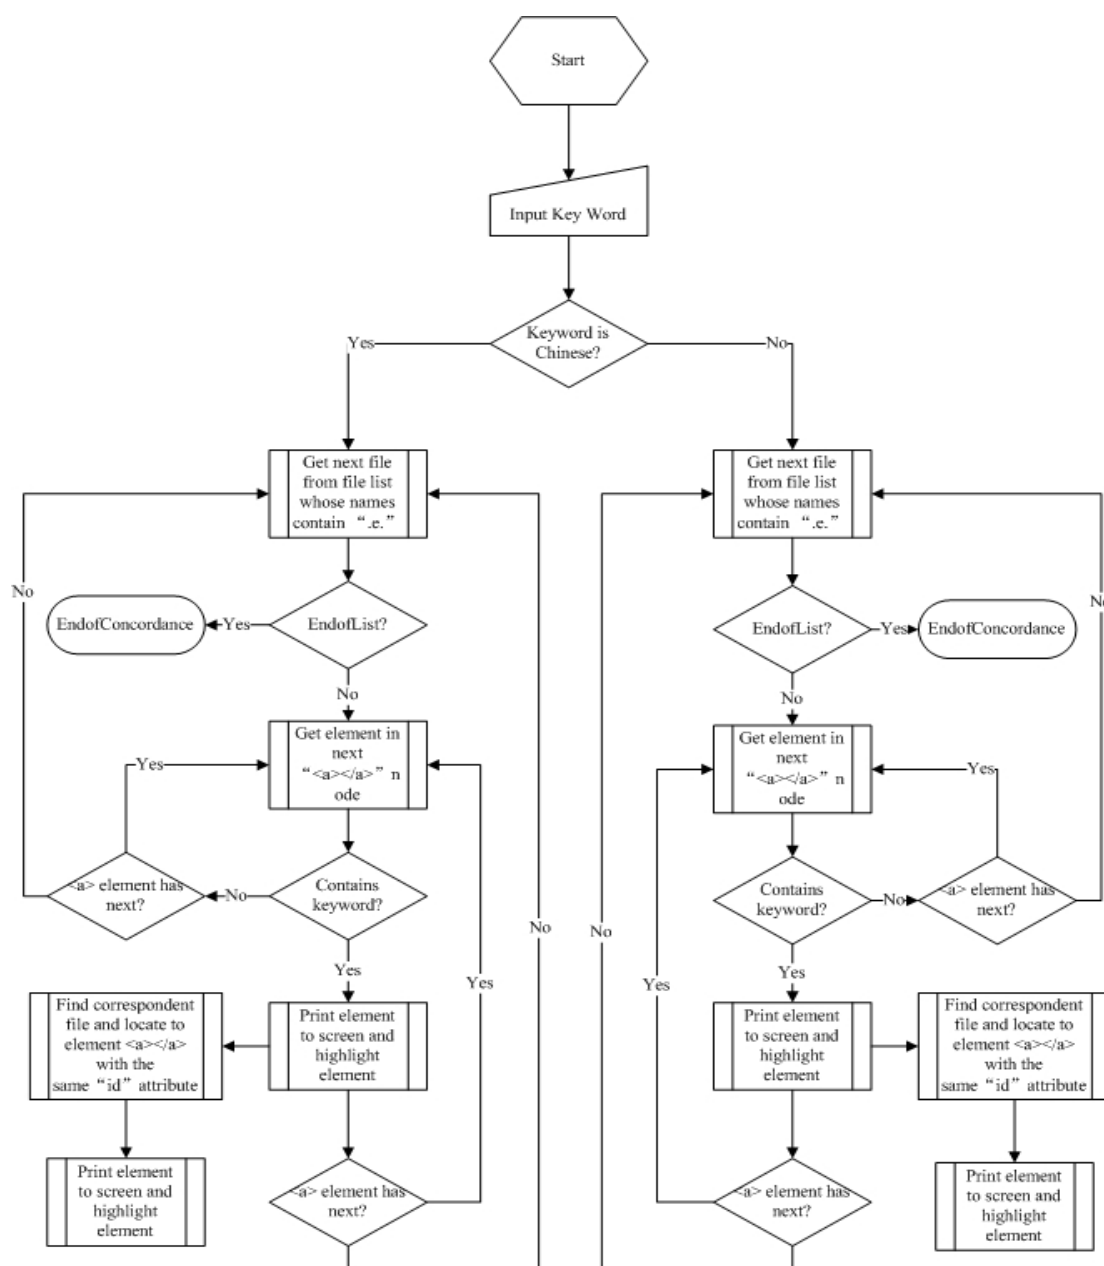 Start
Input Key Word
Keyword is
Chinese?
Yes
No
Get next file
from file list
whose names
contain “.e.”
Get next file
from file list
whose names
contain “.e.”
No
No
EndofConcordance
Yes
EndofList?
EndofList?
Yes
EndofConcordance
No
No
Get element in
next
“<a></a>” n
ode
Get element in
next
“<a></a>” n
ode
Yes
Yes
<a> element has
next?
No
Contains
keyword?
Contains
keyword?
No
<a> element has
next?
No
No
Yes
Yes
Yes
Yes
Find correspondent
file and locate to
element <a></a>
with the
same “id” attribute
Print element
to screen and
highlight
element
Print element
to screen and
highlight
element
Find correspondent
file and locate to
element <a></a>
with the
same “id” attribute
Print element
to screen and
highlight
element
<a> element has
next?
<a> element has
next?
Print element
to screen and
highlight
element